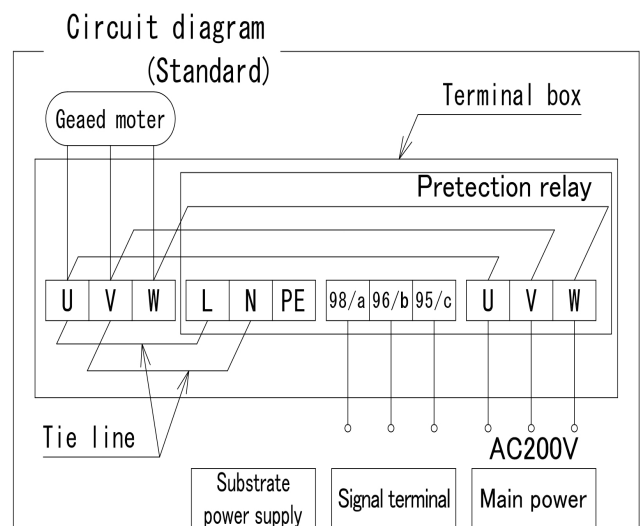 Circuit diagram
(Standard)
Terminal box
Geaed moter
Pretection relay
U V W L N PE 98/a 96/b 95/c U V W
Tie line
AC200V
Substrate
power supply
Signal terminal
Main power